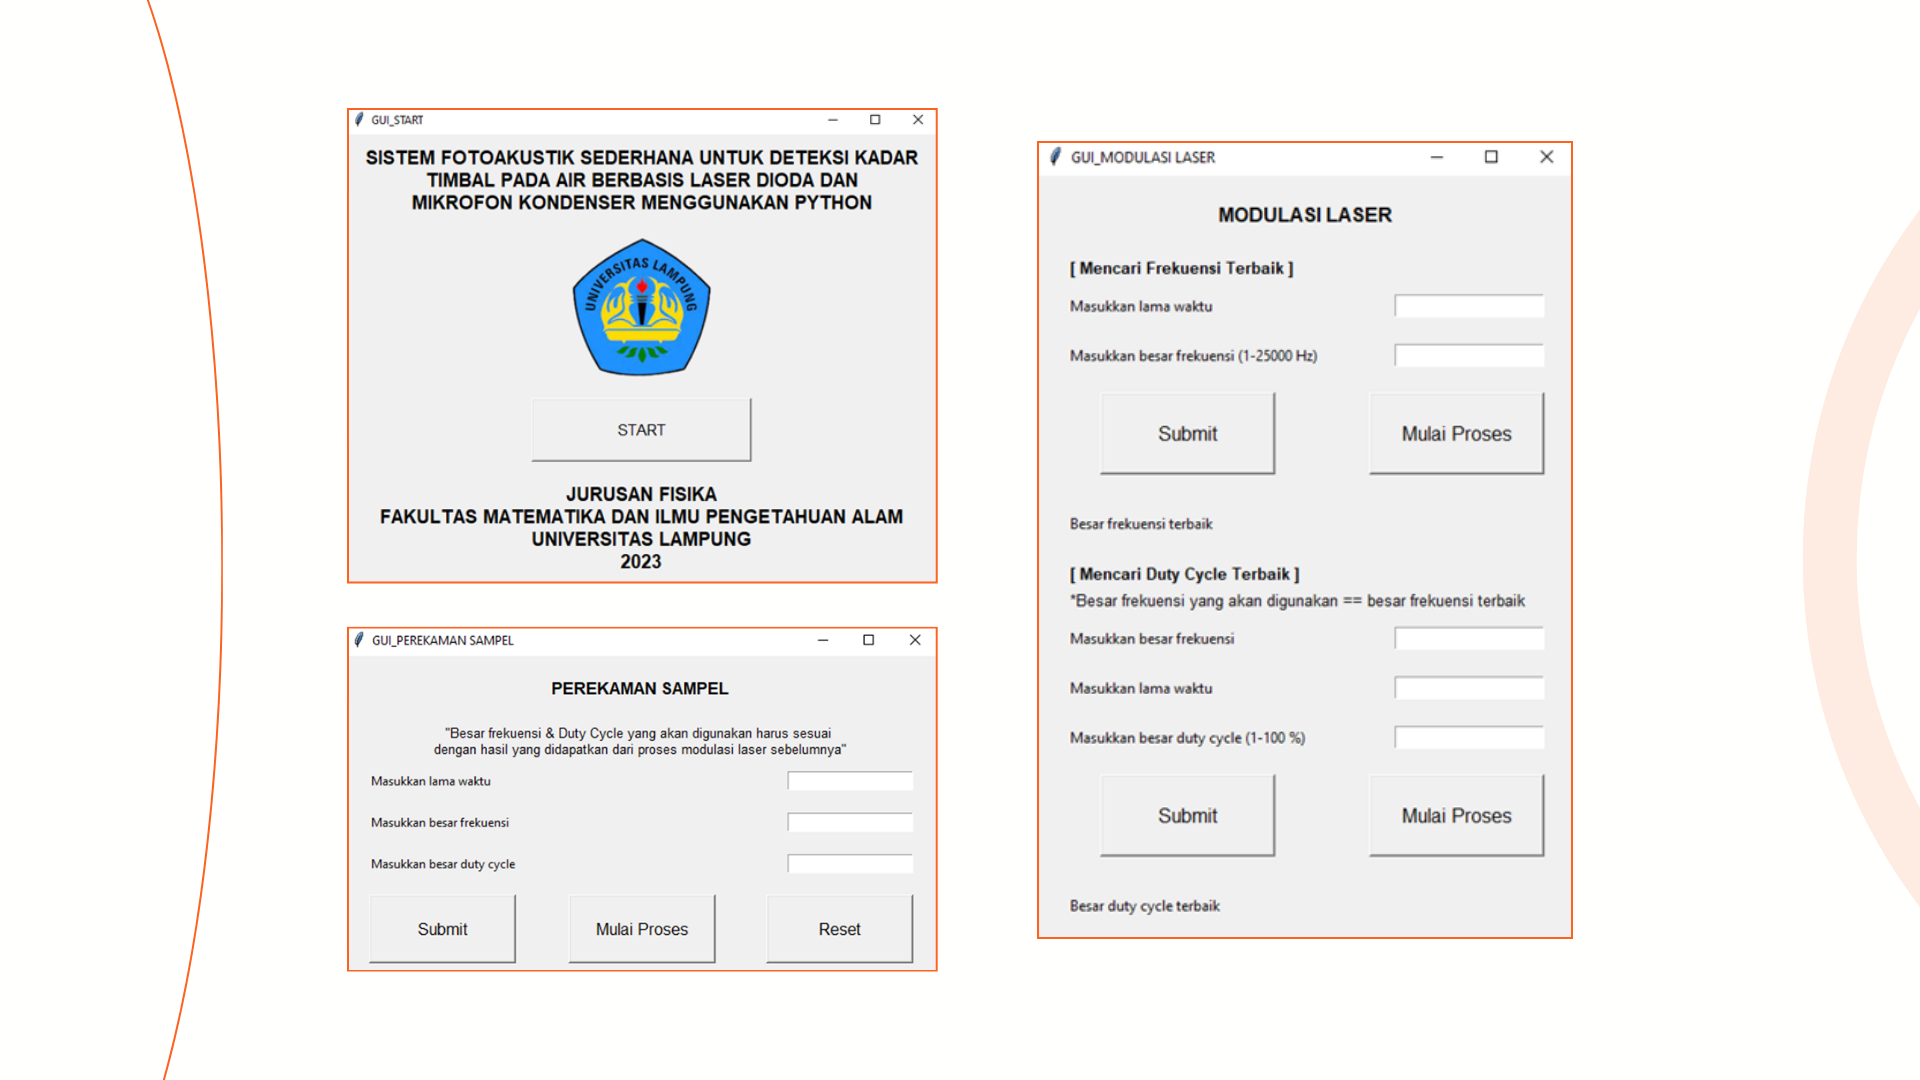 GUI_START
SISTEM FOTOAKUSTIK SEDERHANA UNTUK DETEKSI KADAR
TIMBAL PADA AIR BERBASIS LASER DIODA DAN
MIKROFON KONDENSER MENGGUNAKAN PYTHON
UNIVERSITAS LAMPUNG
START
JURUSAN FISIKA
FAKULTAS MATEMATIKA DAN ILMU PENGETAHUAN ALAM
UNIVERSITAS LAMPUNG
2023
GUI_PEREKAMAN SAMPEL
PEREKAMAN SAMPEL
"Besar frekuensi & Duty Cycle yang akan digunakan harus sesuai
dengan hasil yang didapatkan dari proses modulasi laser sebelumnya"
Masukkan lama waktu
Masukkan besar frekuensi
Masukkan besar duty cycle
Submit
Mulai Proses
Reset
GUI_MODULASI LASER
MODULASI LASER
[ Mencari Frekuensi Terbaik ]
Masukkan lama waktu
Masukkan besar frekuensi (1-25000 Hz)
Submit
Mulai Proses
Besar frekuensi terbaik
[ Mencari Duty Cycle Terbaik ]
*Besar frekuensi yang akan digunakan == besar frekuensi terbaik
Masukkan besar frekuensi
Masukkan lama waktu
Masukkan besar duty cycle (1-100 %)
Submit
Mulai Proses
Besar duty cycle terbaik